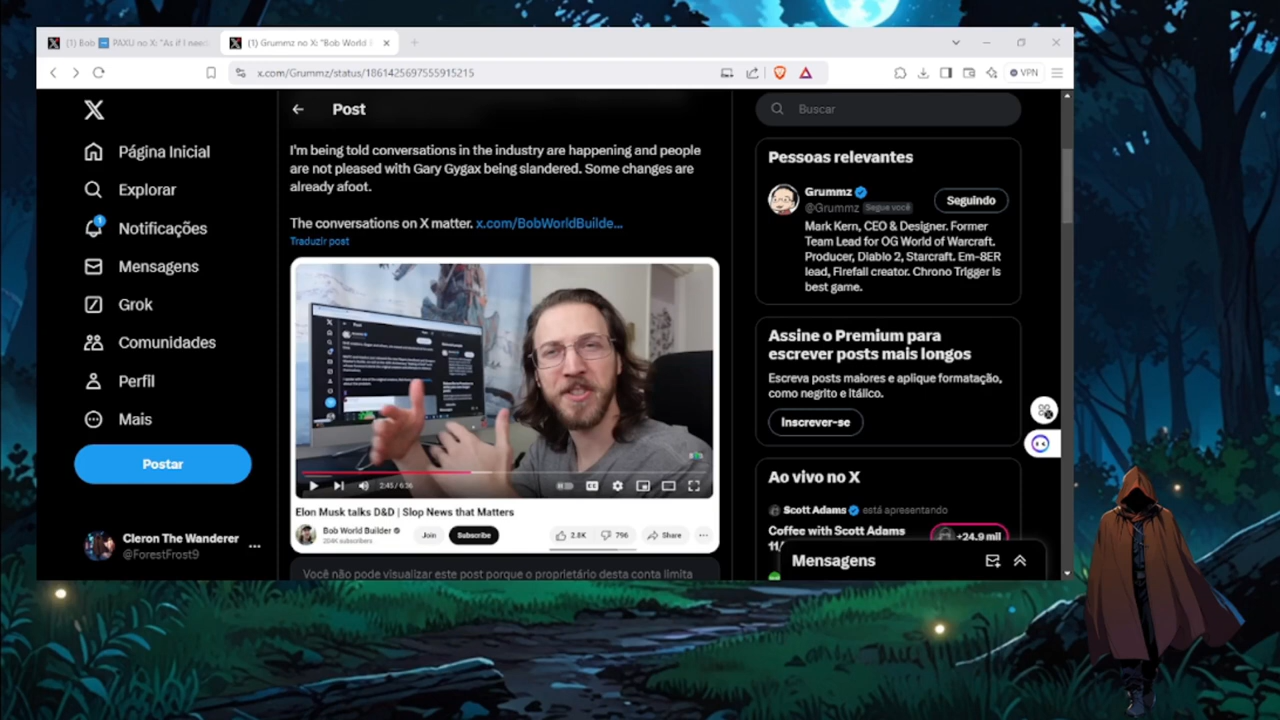 (1) Bob
PAXU no X: "As if I need
(1) Grummz no X: "Bob World
x.com/Grummz/status/1861425697555915215
VPN
Página Inicial
Explorar
1
Notificações
Mensagens
Grok
Comunidades
Perfil
Mais
Postar
Cleron The Wanderer
@ForestFrost9
Post
I'm being told conversations in the industry are happening and people
are not pleased with Gary Gygax being slandered. Some changes are
already afoot.
The conversations on X matter. x.com/BobWorldBuilde...
Traduzir post
2:45 / 6:36
Elon Musk talks D&D | Slop News that Matters
Bob World Builder
204K subscribers
Join
Subscribe
2.8K
796
Share
Você não pode visualizar este post porque o proprietário desta conta limita
Buscar
Pessoas relevantes
Grummz
@Grummz Segue você
Seguindo
Mark Kern, CEO & Designer. Former
Team Lead for OG World of Warcraft.
Producer, Diablo 2, Starcraft. Em-8ER
lead, Firefall creator. Chrono Trigger is
best game.
Assine o Premium para
escrever posts mais longos
Escreva posts maiores e aplique formatação,
como negrito e itálico.
Inscrever-se
Ao vivo no X
Scott Adams está apresentando
Coffee with Scott Adams
11/
+24,9 mil
Mensagens